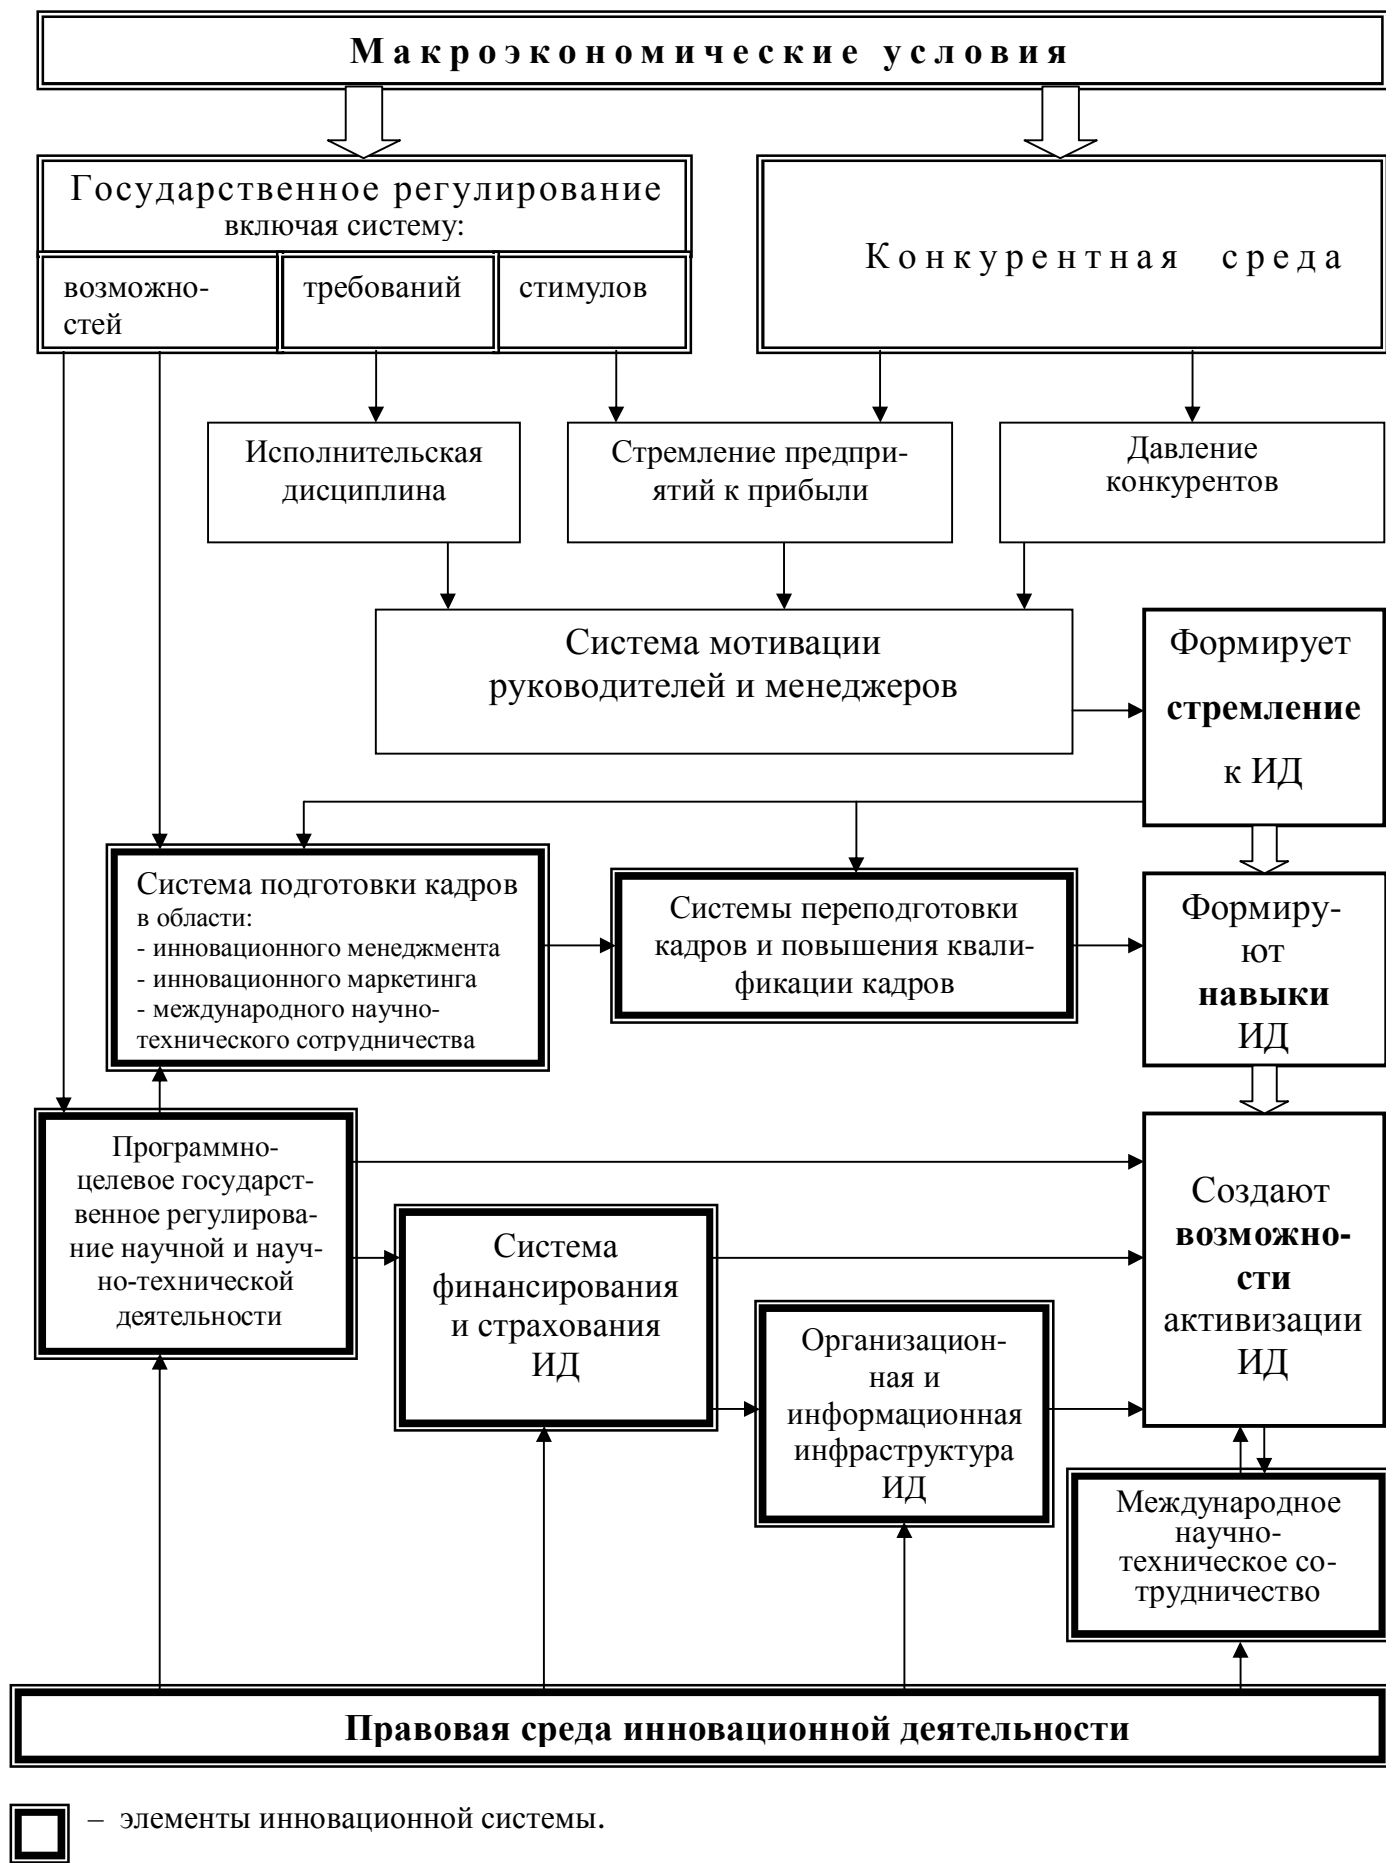 Макроэкономические условия
Государственное регулирование
включая систему:
возможно-
стей
требований
стимулов
Конкурентная среда
Исполнительская
дисциплина
Стремление предпри-
ятий к прибыли
Давление
конкурентов
Система мотивации
руководителей и менеджеров
Формирует
стремление
к ИД
Система подготовки кадров
в области:
- инновационного менеджмента
- инновационного маркетинга
- международного научно-
технического сотрудничества
Системы переподготовки
кадров и повышения квали-
фикации кадров
Формиру-
ют
навыки
ИД
Программно-
целевое государст-
венное регулирова-
ние научной и науч-
но-технической
деятельности
Система
финансирования
и страхования
ИД
Организацион-
ная и
информационная
инфраструктура
ИД
Создают
возможно-
сти
активизации
ИД
Международное
научно-
техническое со-
трудничество
Правовая среда инновационной деятельности
– элементы инновационной системы.